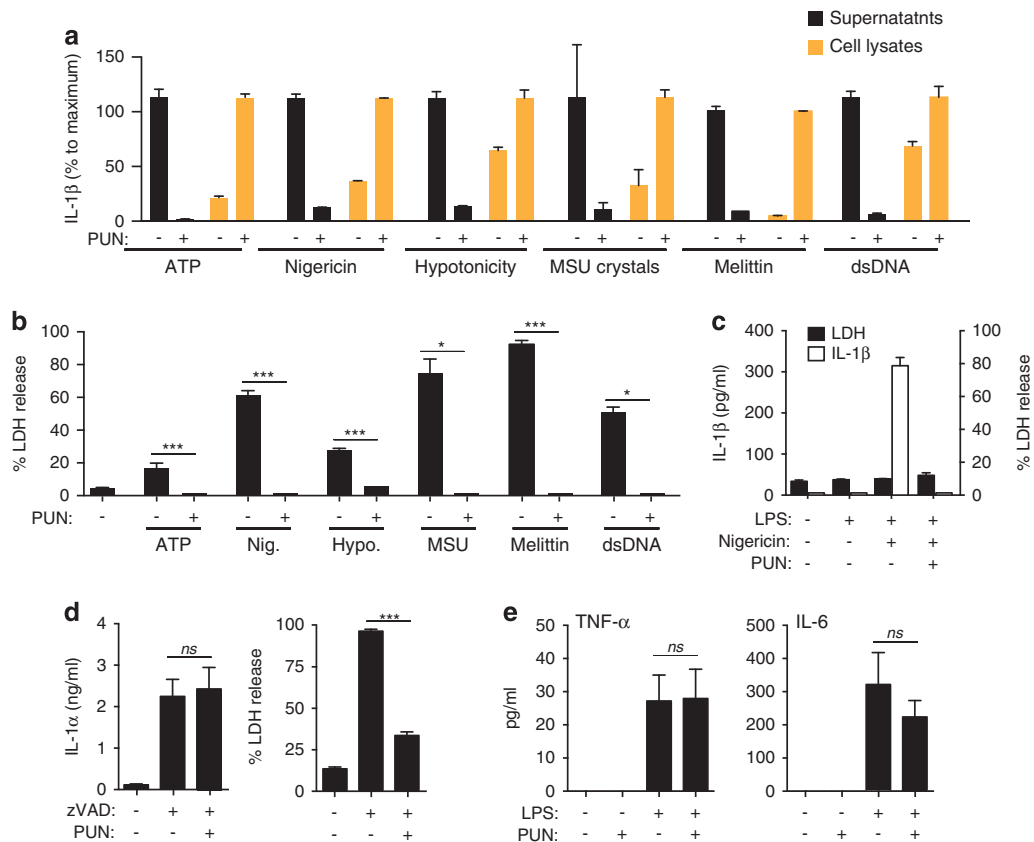 a
Supernatatnts
Cell lysates
IL-1β (% to maximum)
150
100
50
0
PUN: - + - + - + - + - + - + - + - + - + - + - + - +
ATP Nigericin Hypotonicity MSU crystals Melittin dsDNA
b
% LDH release
100
80
60
40
20
0
*** *** *** * *** *
PUN: - - + - + - + - + - + - +
ATP Nig. Hypo. MSU Melittin dsDNA
c
LDH
IL-1β
IL-1β (pg/ml)
400
300
200
100
0
100
80
60
40
20
0
% LDH release
LPS: - + + +
Nigericin: - - + +
PUN: - - - +
d
IL-1α (ng/ml)
4
3
2
1
0
ns
zVAD: - + +
PUN: - - +
% LDH release
100
75
50
25
0
***
- + +
- - +
e
TNF-α
pg/ml
50
40
30
20
10
0
ns
LPS: - - + +
PUN: - + - +
IL-6
500
400
300
200
100
0
ns
- - + +
- + - +